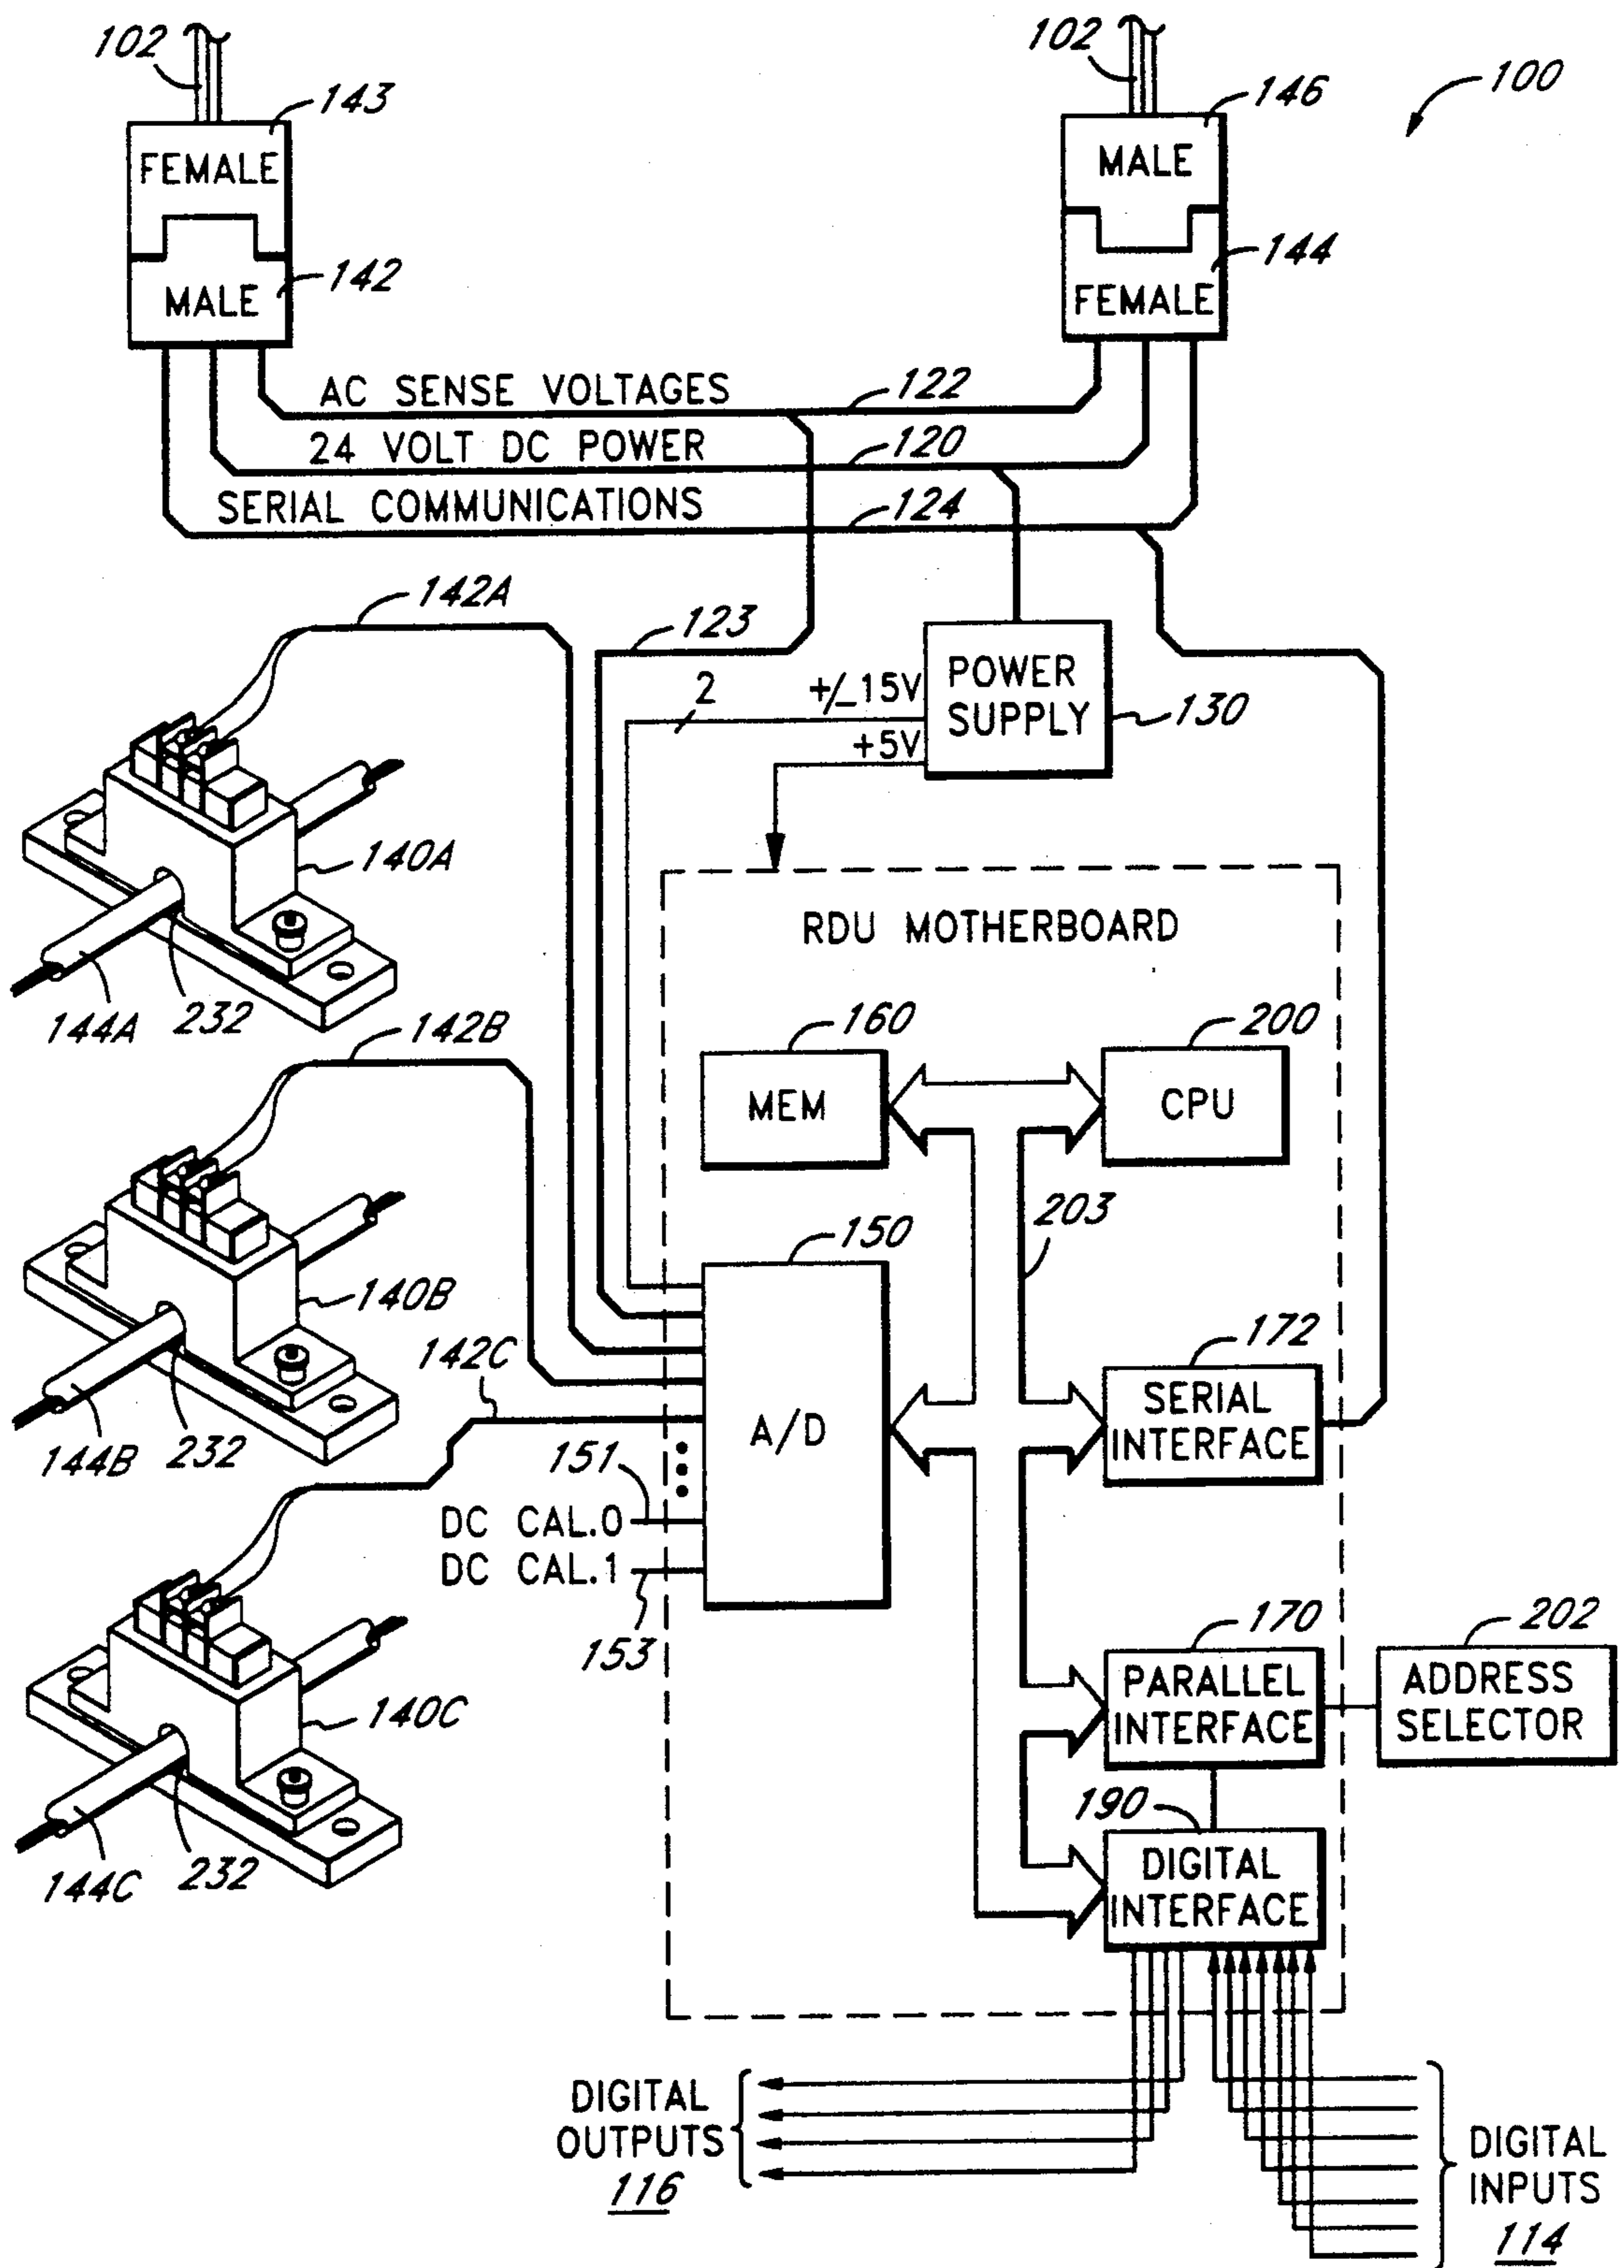 102
102
143
146
100
FEMALE
MALE
142
144
MALE
FEMALE
AC SENSE VOLTAGES
122
24 VOLT DC POWER
120
SERIAL COMMUNICATIONS
124
142A
123
2
+/_15V
+5V
POWER
SUPPLY
130
140A
RDU MOTHERBOARD
144A
232
142B
160
200
MEM
CPU
203
150
140B
142C
172
A/D
SERIAL
INTERFACE
144B
232
151
DC CAL.0
DC CAL.1
153
170
202
PARALLEL
INTERFACE
ADDRESS
SELECTOR
140C
190
DIGITAL
INTERFACE
144C
232
DIGITAL
OUTPUTS
116
DIGITAL
INPUTS
114